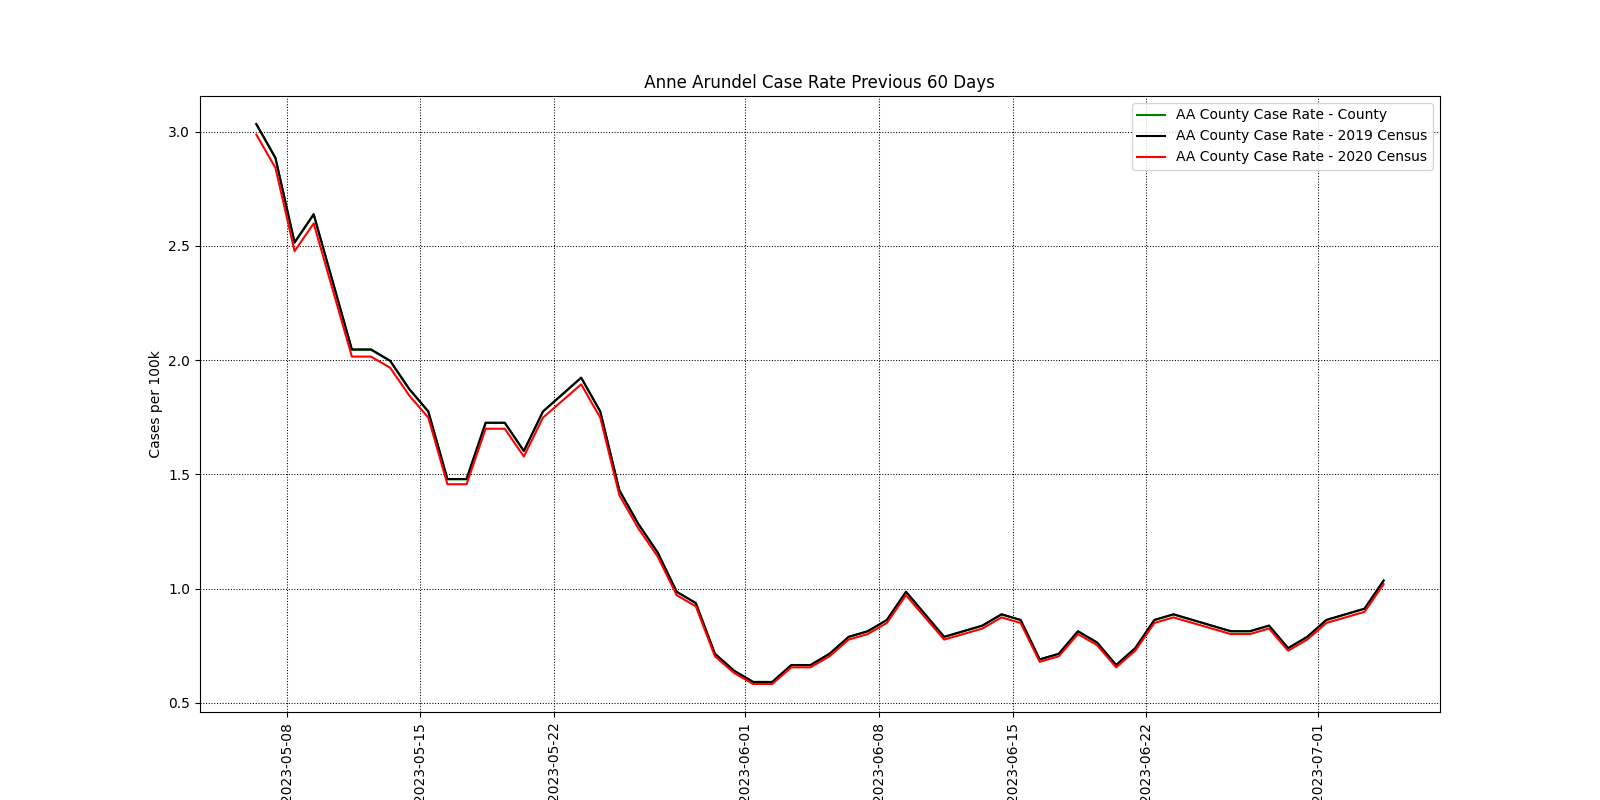 Anne Arundel Case Rate Previous 60 Days
AA County Case Rate - County
AA County Case Rate - 2019 Census
AA County Case Rate - 2020 Census
Cases per 100k
3.0
2.5
2.0
1.5
1.0
0.5
2023-05-08
2023-05-15
2023-05-22
2023-06-01
2023-06-08
2023-06-15
2023-06-22
2023-07-01